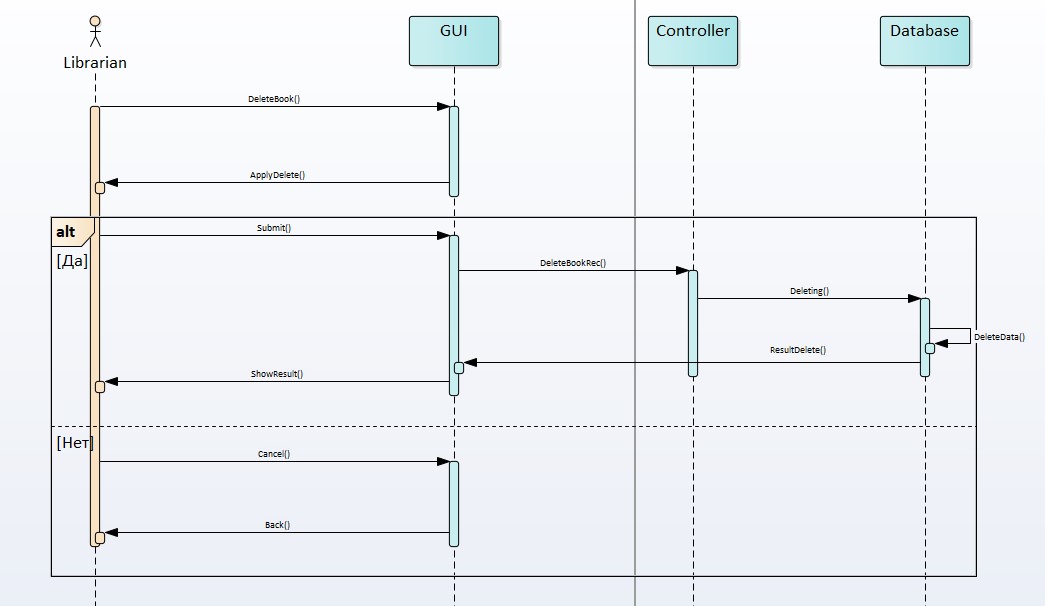 GUI
Controller
Database
Librarian
DeleteBook()
ApplyDelete()
alt
Submit()
[Да]
DeleteBookRec()
Deleting()
DeleteData()
ResultDelete()
ShowResult()
[Нет]
Cancel()
Back()